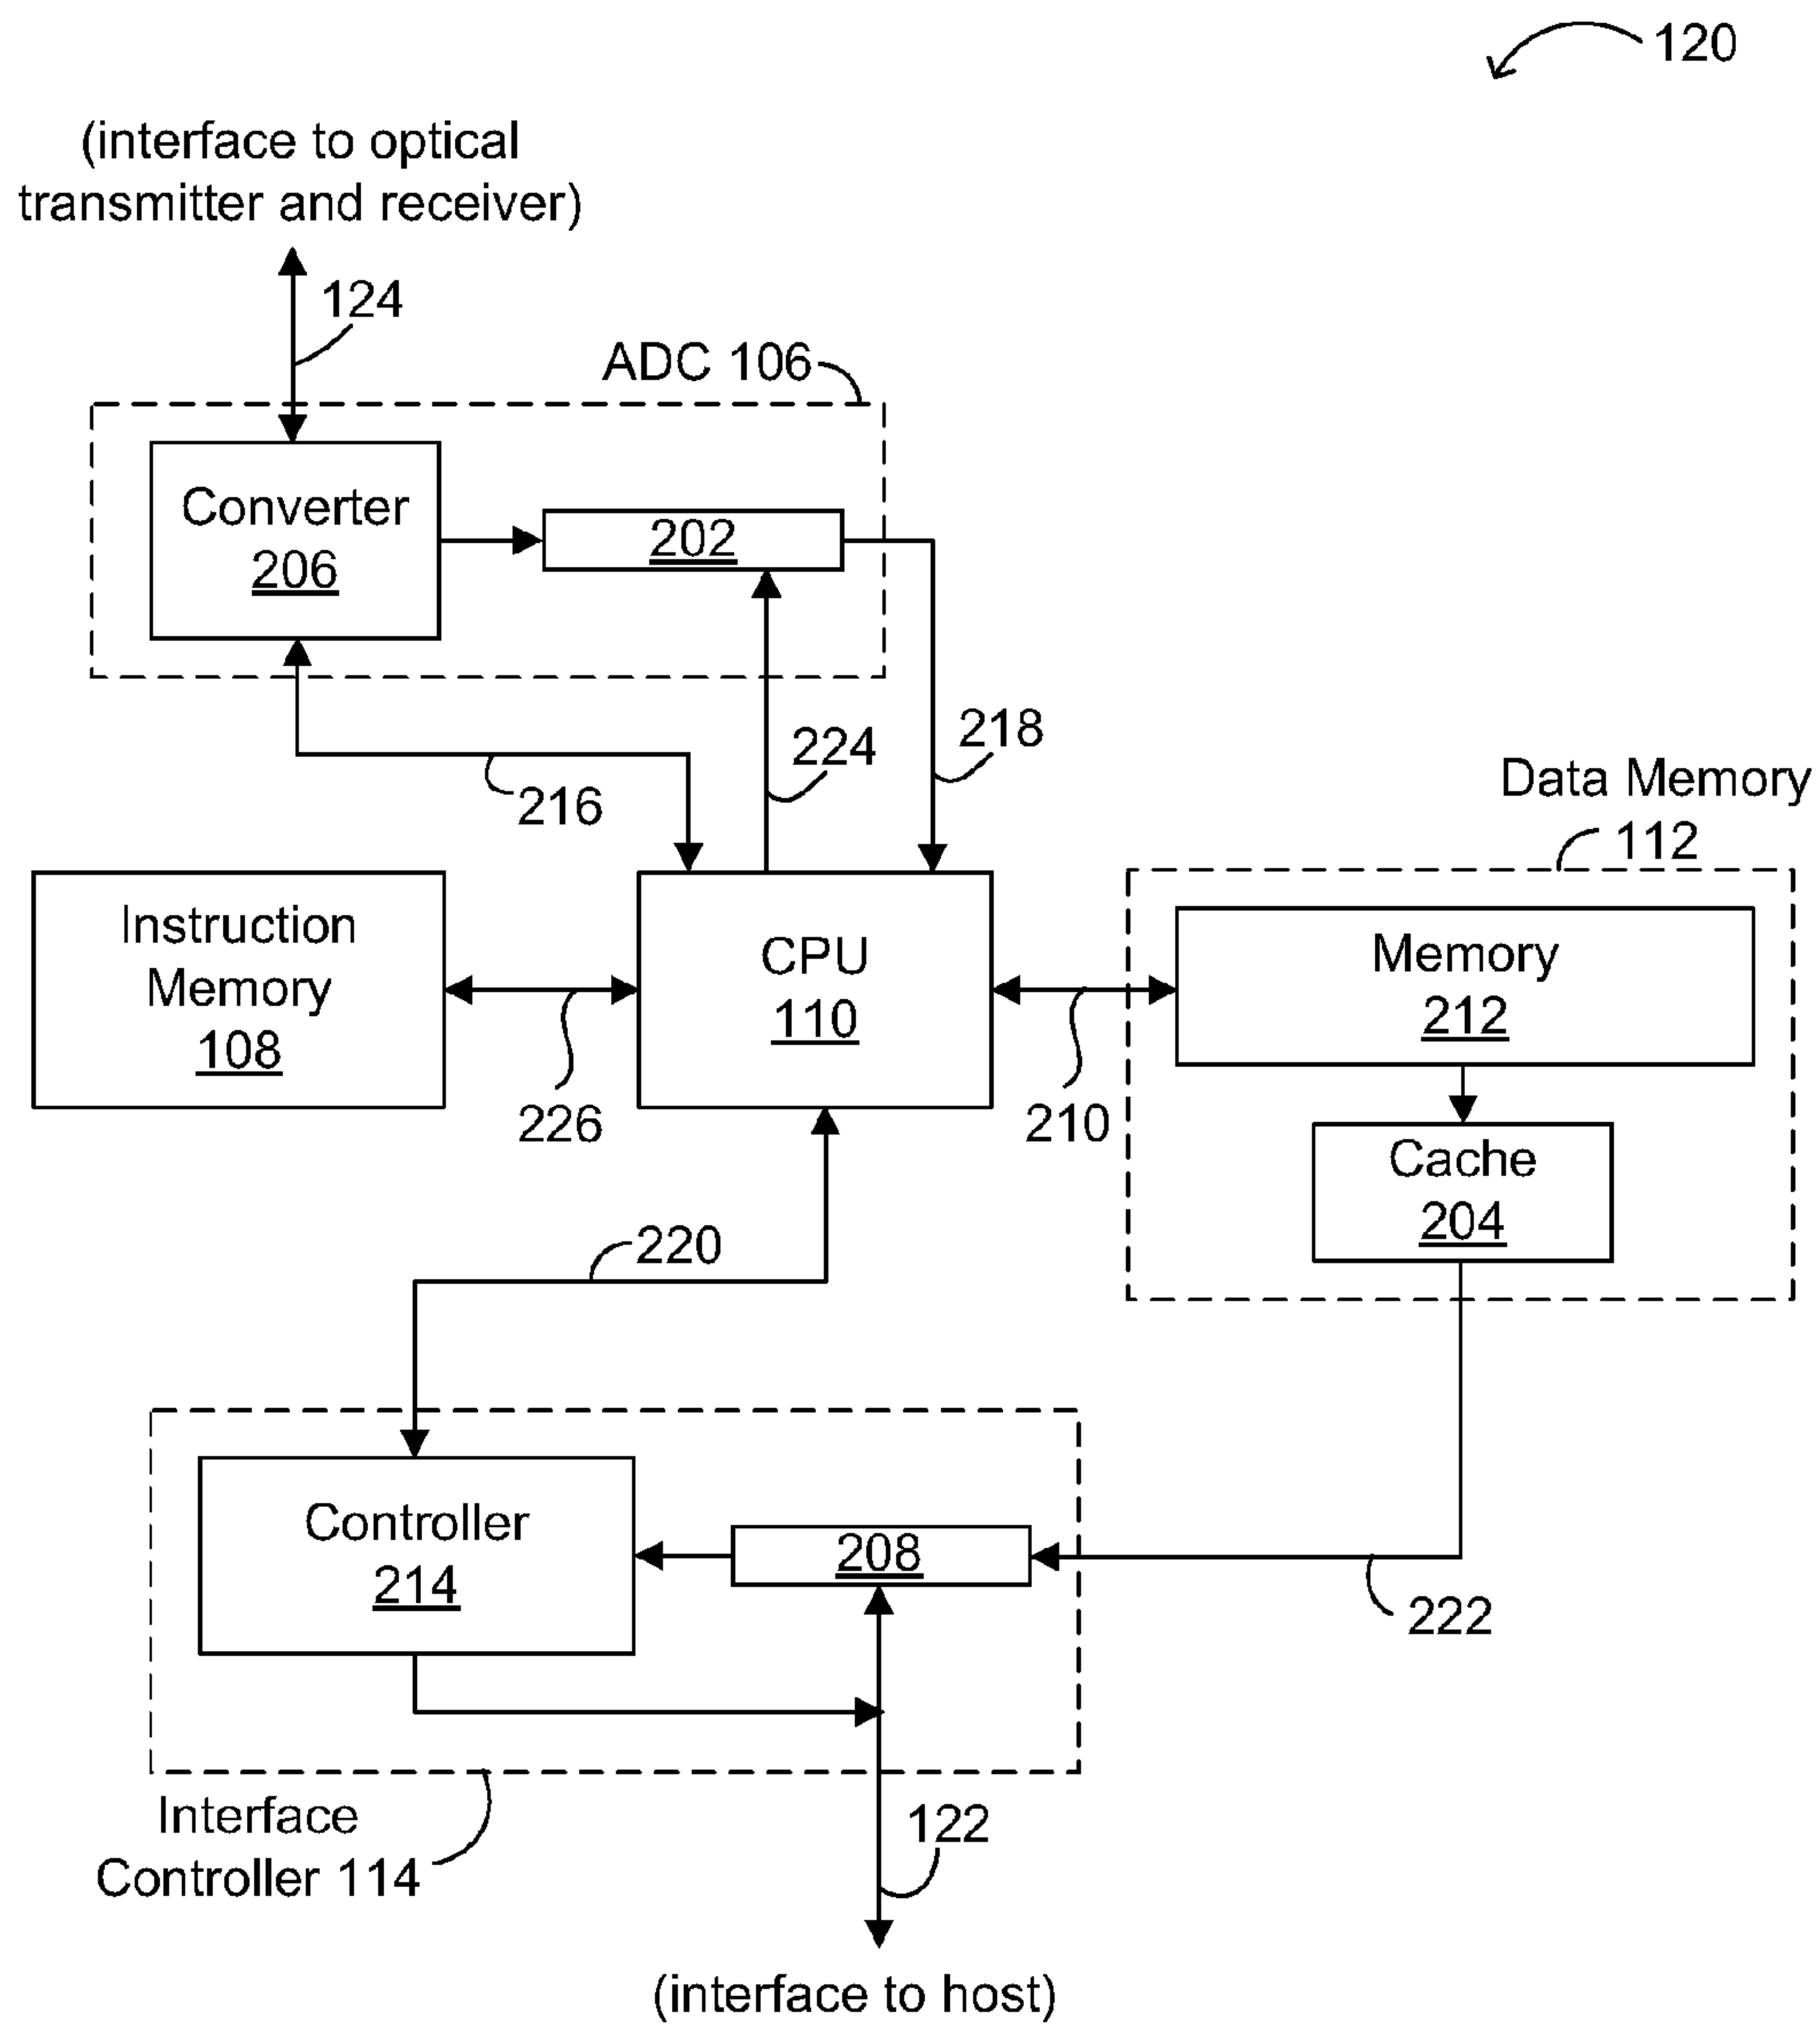 120
(interface to optical
transmitter and receiver)
124
ADC 106
Converter
206
202
218
224
216
Data Memory
112
Instruction
Memory
108
CPU
110
Memory
212
226
210
Cache
204
220
Controller
214
208
222
Interface
Controller 114
122
(interface to host)